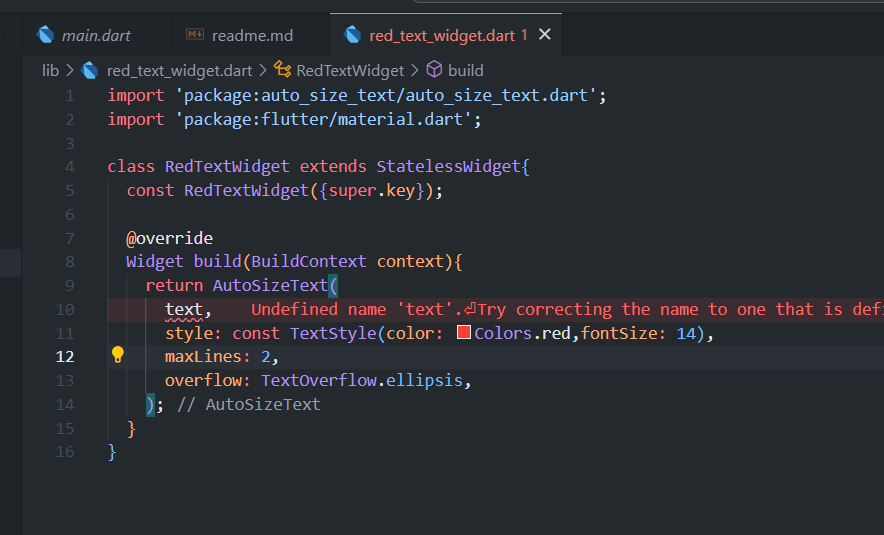 main.dart readme.md red_text_widget.dart 1
lib > red_text_widget.dart > RedTextWidget > build
1 import 'package:auto_size_text/auto_size_text.dart';
2 import 'package:flutter/material.dart';
3
4 class RedTextWidget extends StatelessWidget{
5 const RedTextWidget({super.key});
6
7 @override
8 Widget build(BuildContext context){
9 return AutoSizeText(
10 text, Undefined name 'text'.⏎Try correcting the name to one that is defi
11 style: const TextStyle(color: Colors.red,fontSize: 14),
12 maxLines: 2,
13 overflow: TextOverflow.ellipsis,
14 ); // AutoSizeText
15 }
16 }